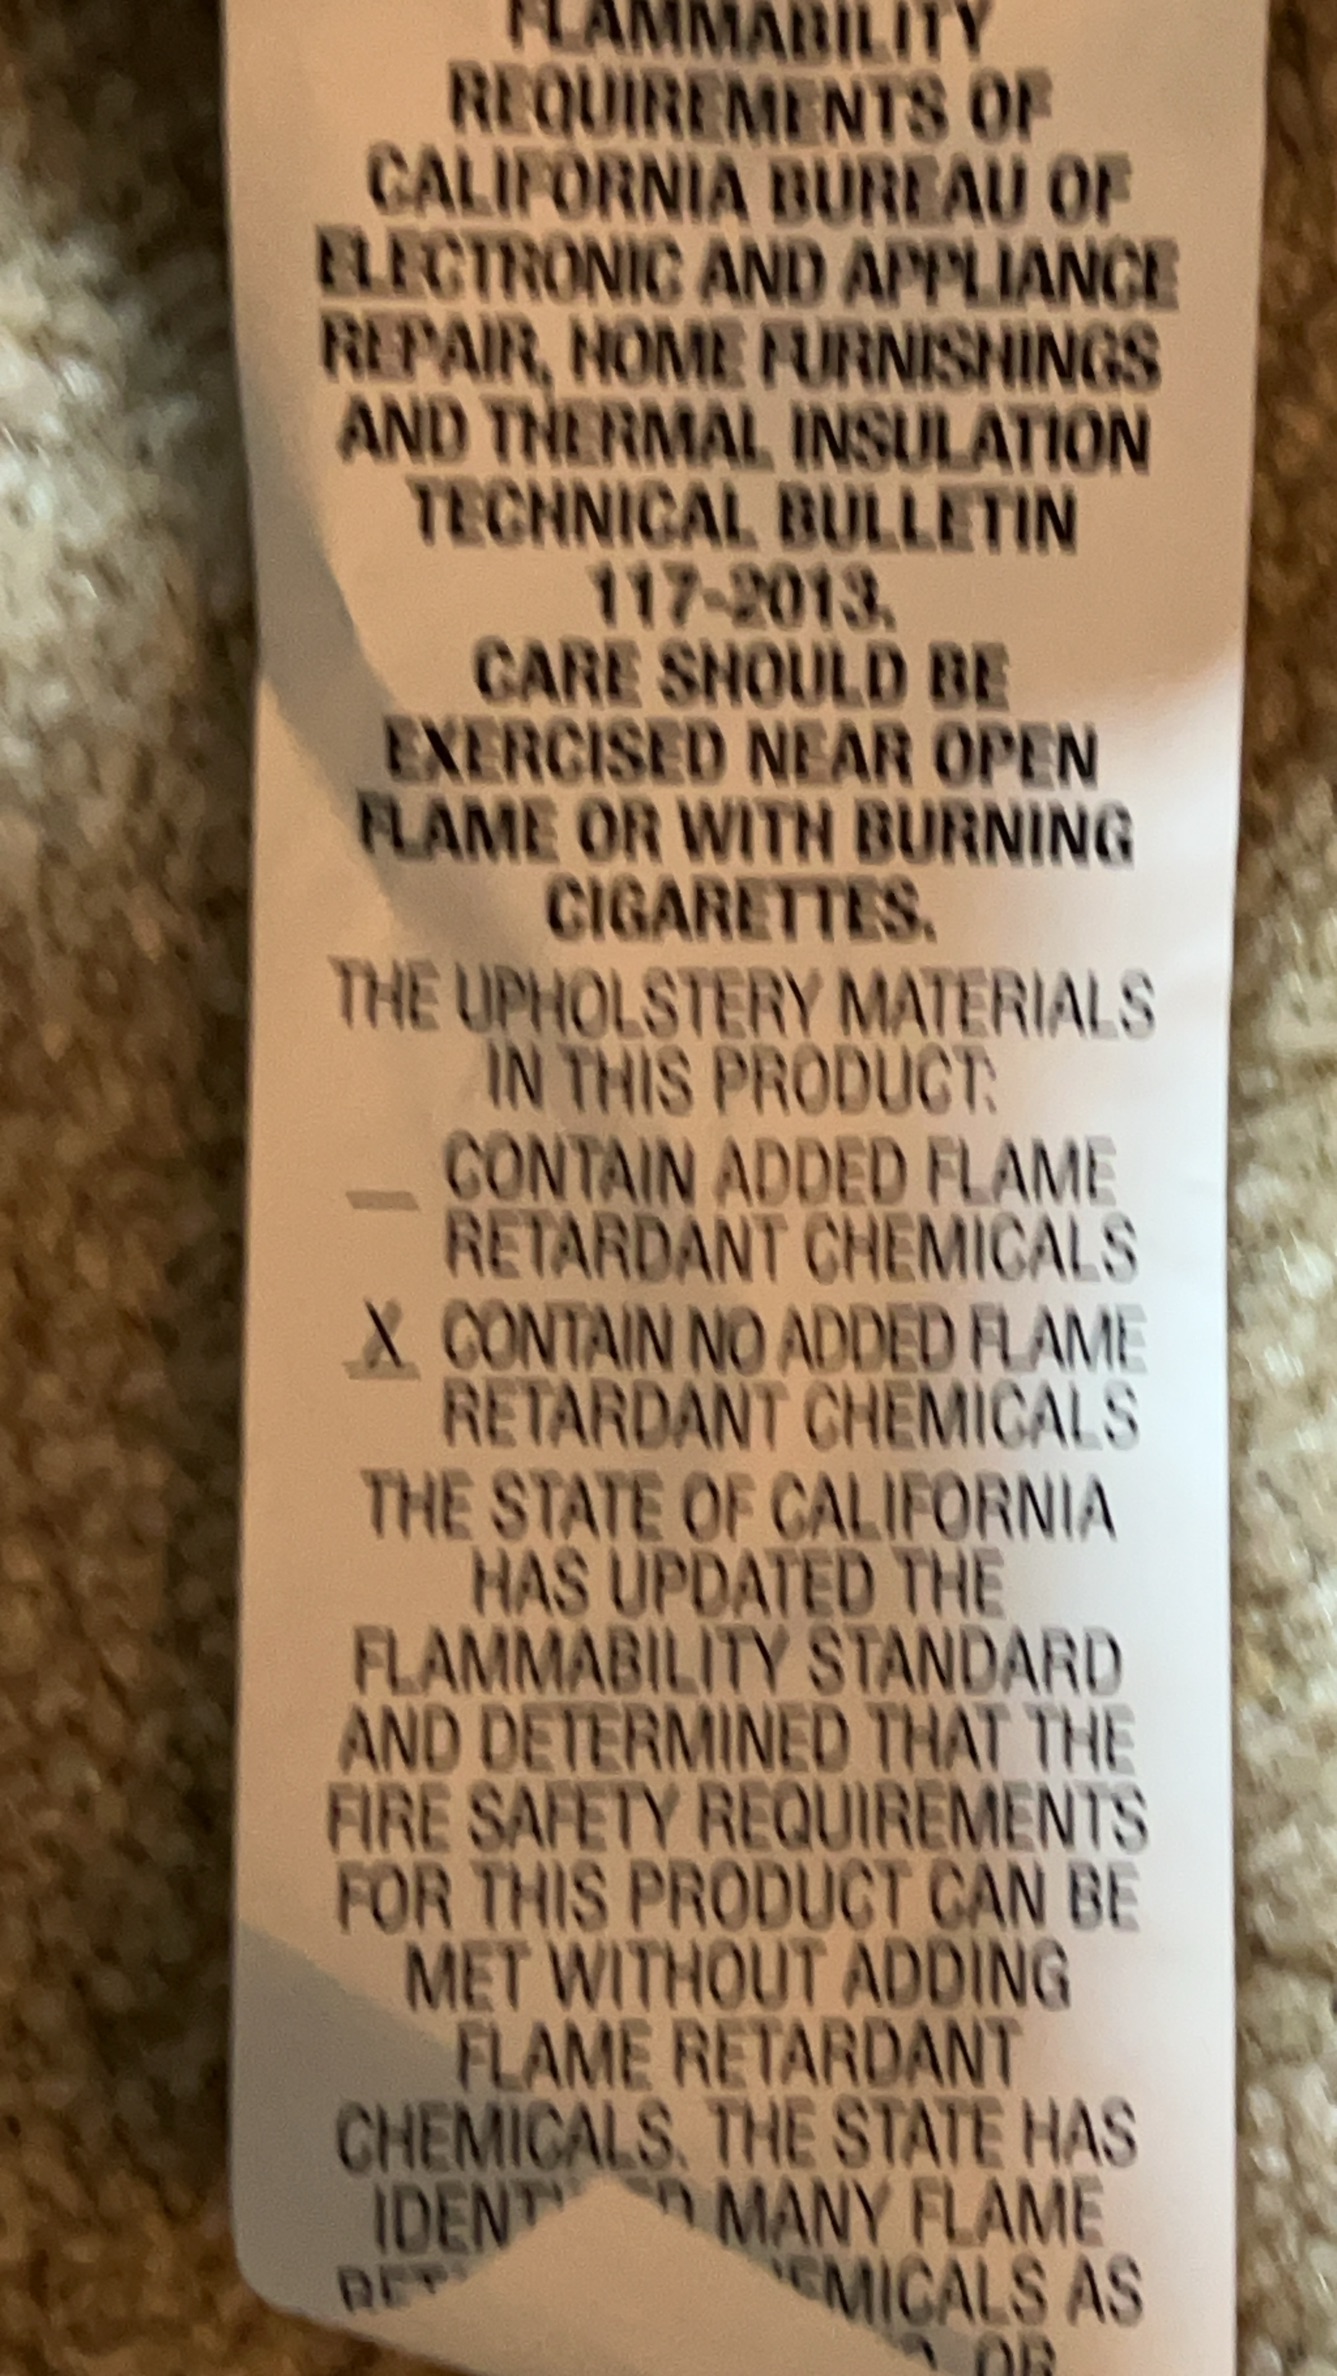 FLAMMABILITY
REQUIREMENTS OF
CALIFORNIA BUREAU OF
ELECTRONIC AND APPLIANCE
REPAIR, HOME FURNISHINGS
AND THERMAL INSULATION
TECHNICAL BULLETIN
117-2013.
CARE SHOULD BE
EXERCISED NEAR OPEN
FLAME OR WITH BURNING
CIGARETTES.
THE UPHOLSTERY MATERIALS
IN THIS PRODUCT:
_ CONTAIN ADDED FLAME
RETARDANT CHEMICALS
X CONTAIN NO ADDED FLAME
RETARDANT CHEMICALS
THE STATE OF CALIFORNIA
HAS UPDATED THE
FLAMMABILITY STANDARD
AND DETERMINED THAT THE
FIRE SAFETY REQUIREMENTS
FOR THIS PRODUCT CAN BE
MET WITHOUT ADDING
FLAME RETARDANT
CHEMICALS. THE STATE HAS
MANY FLAME
AS
OR